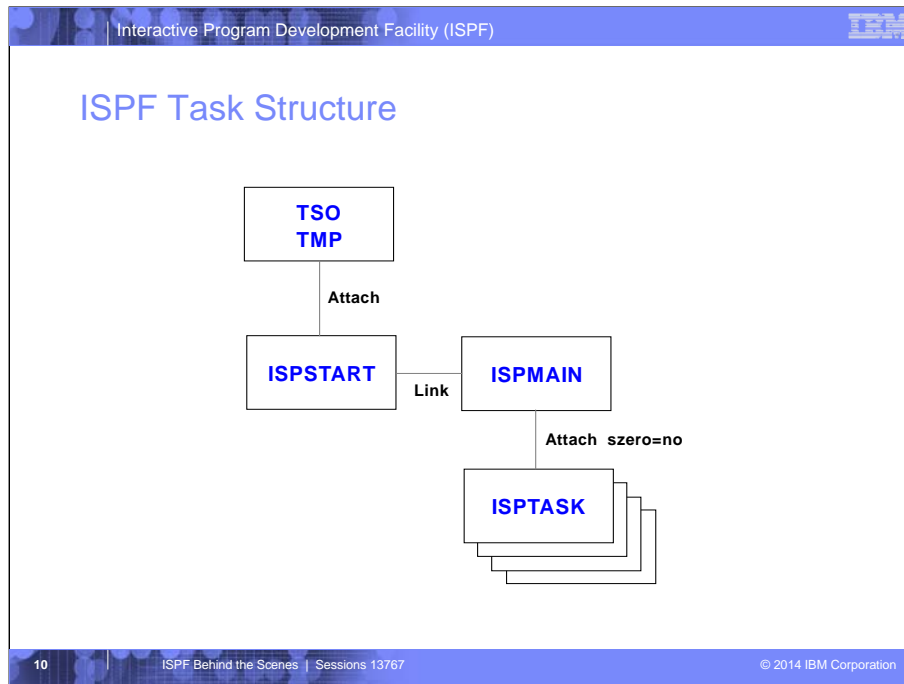 Interactive Program Development Facility (ISPF)
IBM
ISPF Task Structure
TSO
TMP
Attach
ISPSTART
Link
ISPMAIN
Attach szero=no
ISPTASK
10
ISPF Behind the Scenes | Sessions 13767
© 2014 IBM Corporation